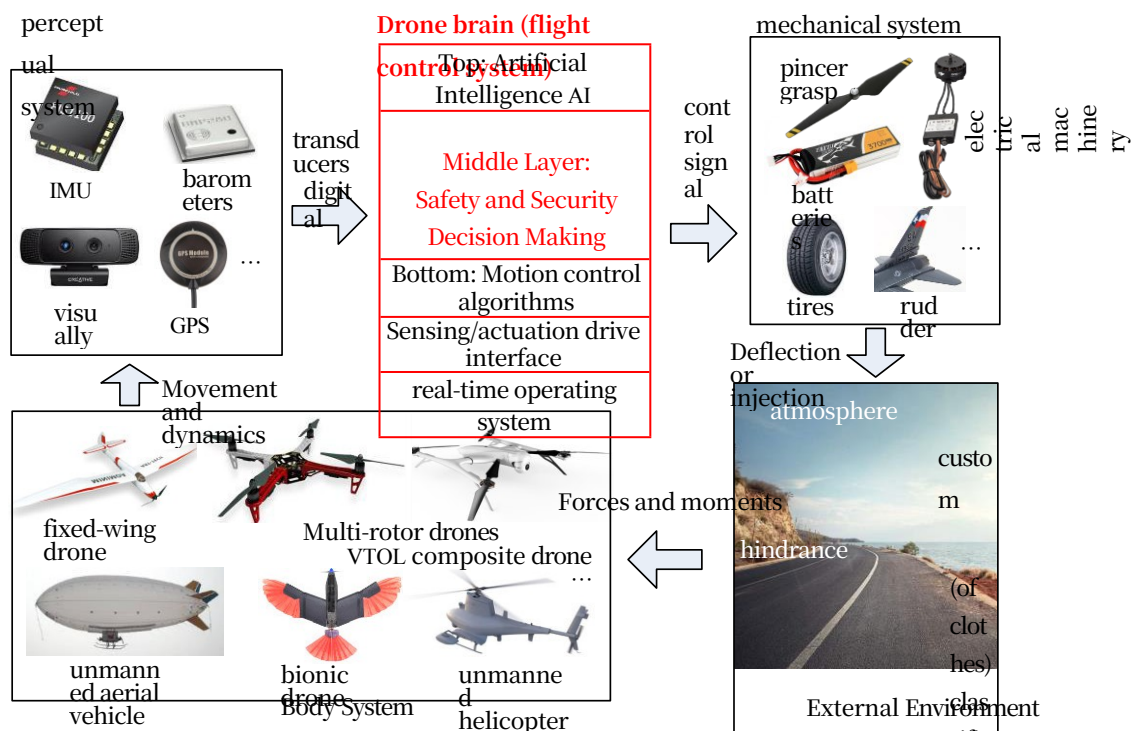 percept
ual
system
IMU
barom
eters
visu
ally
GPS
...
CREATIVE
GPS Module
transd
ucers
digit
al
Drone brain (flight
control system)
Top: Artificial
Intelligence AI
Middle Layer:
Safety and Security
Decision Making
Bottom: Motion control
algorithms
Sensing/actuation drive
interface
real-time operating
system
cont
rol
sign
al
mechanical system
pincer
grasp
elec
tric
al
mac
hine
ry
batt
erie
s
tires
rud
der
...
Deflection
or
injection
atmosphere
custo
m
hindrance
(of
clot
hes)
clas
External Environment
Forces and moments
Movement
and
dynamics
fixed-wing
drone
Multi-rotor drones
VTOL composite drone
...
unmann
ed aerial
vehicle
bionic
drone
unmanne
d
helicopter
Body System